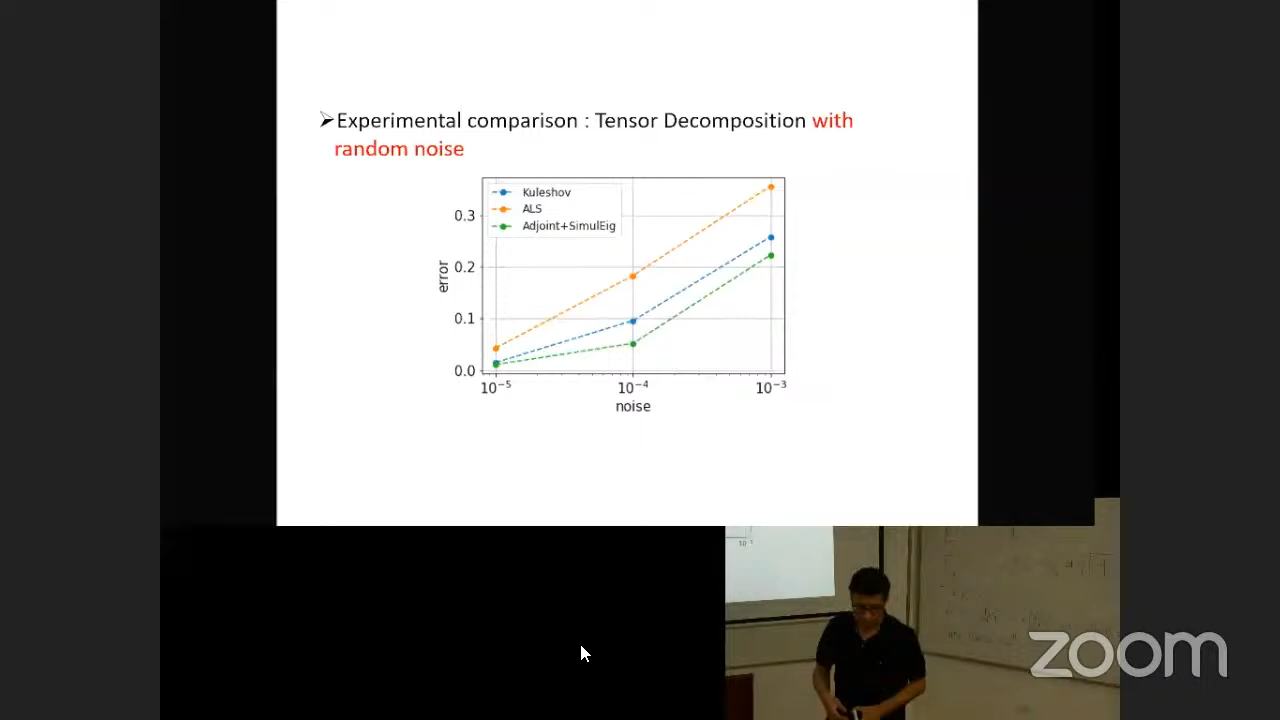 ➢Experimental comparison : Tensor Decomposition with
random noise
Kuleshov
ALS
Adjoint+SimulEig
0.3
0.2
0.1
0.0
error
10⁻⁵
10⁻⁴
10⁻³
noise
zoom